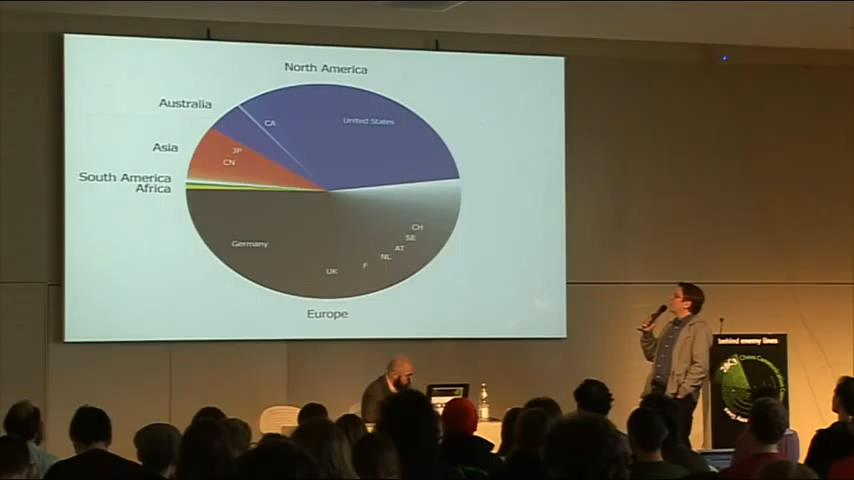 North America
Australia
CA
United States
Asia
JP
CN
South America
Africa
CH
SE
Germany
AT
NL
F
UK
Europe
behind enemy lines